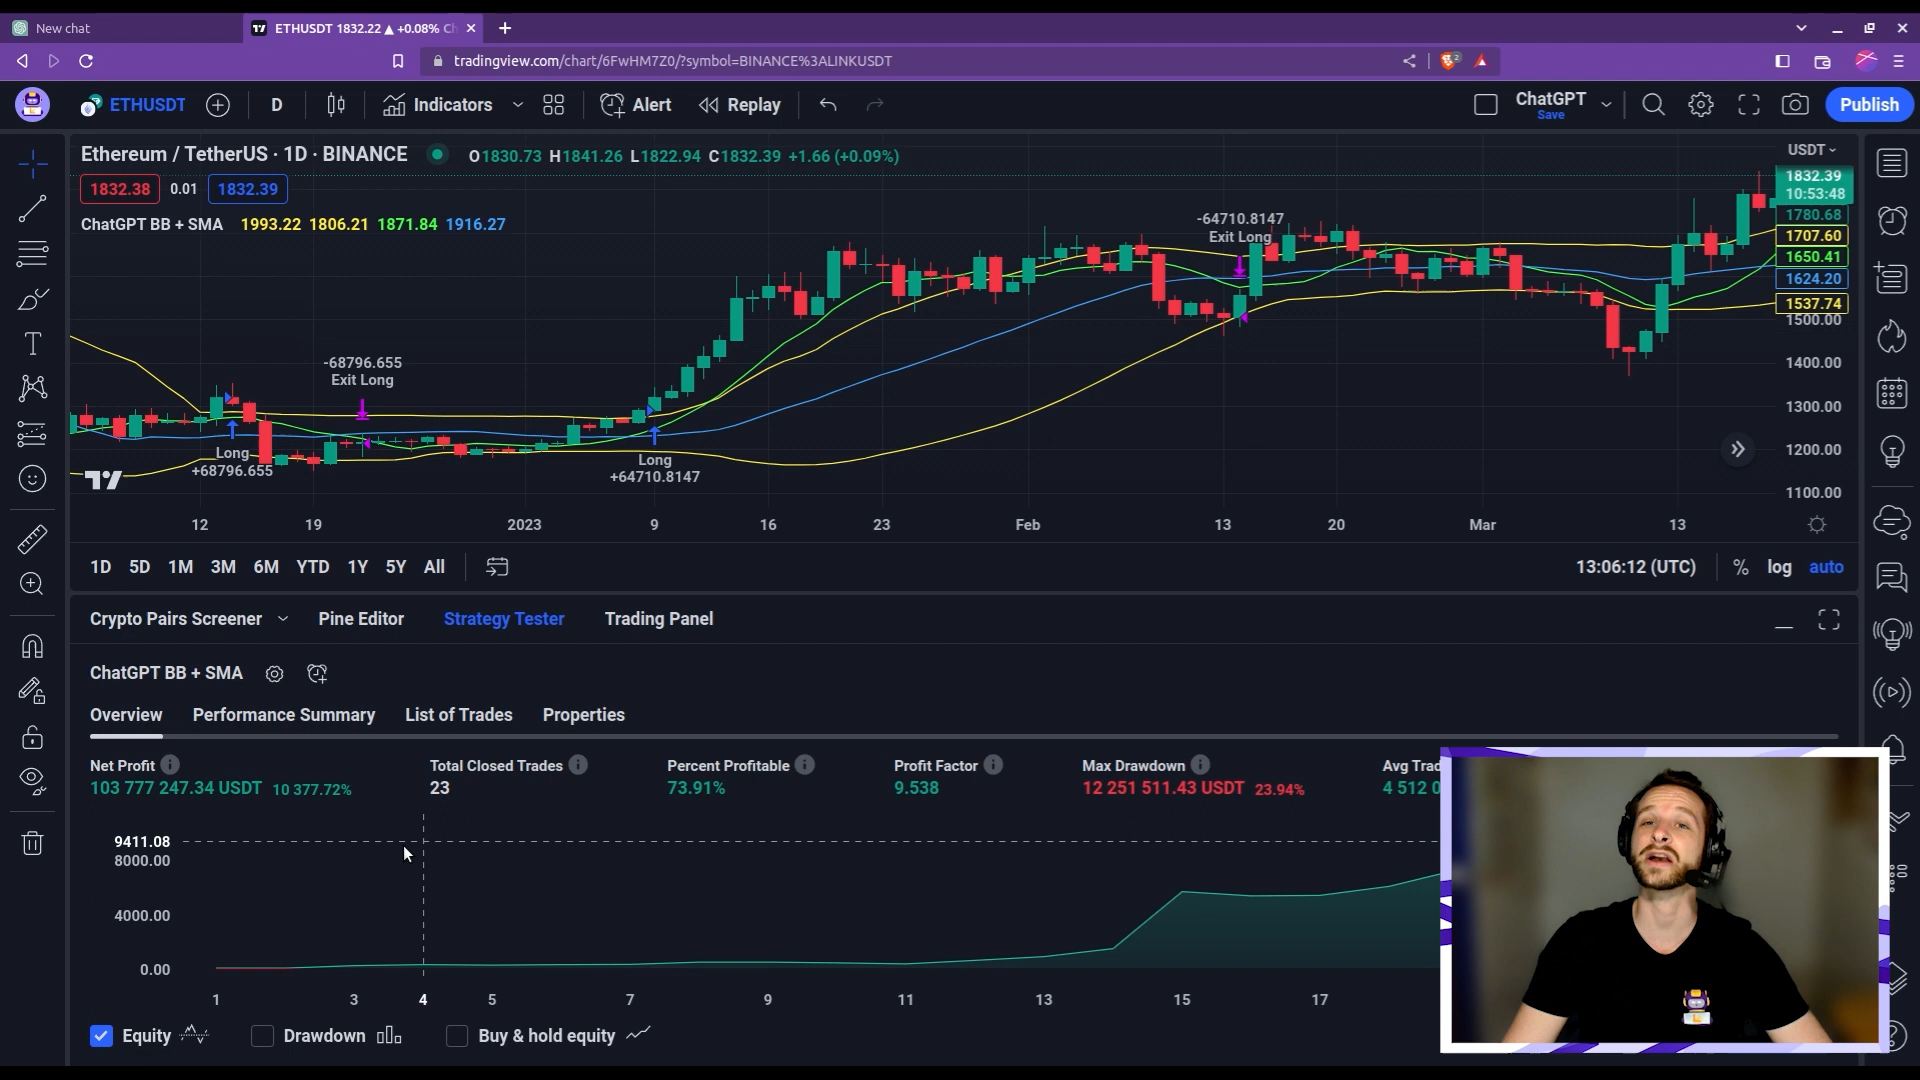 New chat
ETHUSDT 1832.22 ▲ +0.08% C
tradingview.com/chart/6FwHM7Z0/?symbol=BINANCE%3ALINKUSDT
2
ETHUSDT D Indicators Alert Replay ChatGPT Publish
Save
Ethereum / TetherUS · 1D · BINANCE O1830.73 H1841.26 L1822.94 C1832.39 +1.66 (+0.09%)
1832.38 0.01 1832.39
ChatGPT BB + SMA 1993.22 1806.21 1871.84 1916.27
USDT
1832.39
10:53:48
1780.68
1707.60
1650.41
1624.20
1537.74
1500.00
1400.00
1300.00
1200.00
1100.00
-64710.8147
Exit Long
-68796.655
Exit Long
Long
+68796.655
Long
+64710.8147
12 19 2023 9 16 23 Feb 13 20 Mar 13
1D 5D 1M 3M 6M YTD 1Y 5Y All 13:06:12 (UTC) % log auto
Crypto Pairs Screener Pine Editor Strategy Tester Trading Panel
ChatGPT BB + SMA
Overview Performance Summary List of Trades Properties
Net Profit Total Closed Trades Percent Profitable Profit Factor Max Drawdown Avg Trad
103 777 247.34 USDT 10 377.72% 23 73.91% 9.538 12 251 511.43 USDT 23.94% 4 512 0
9411.08
8000.00
4000.00
0.00
1 3 4 5 7 9 11 13 15 17
Equity Drawdown Buy & hold equity